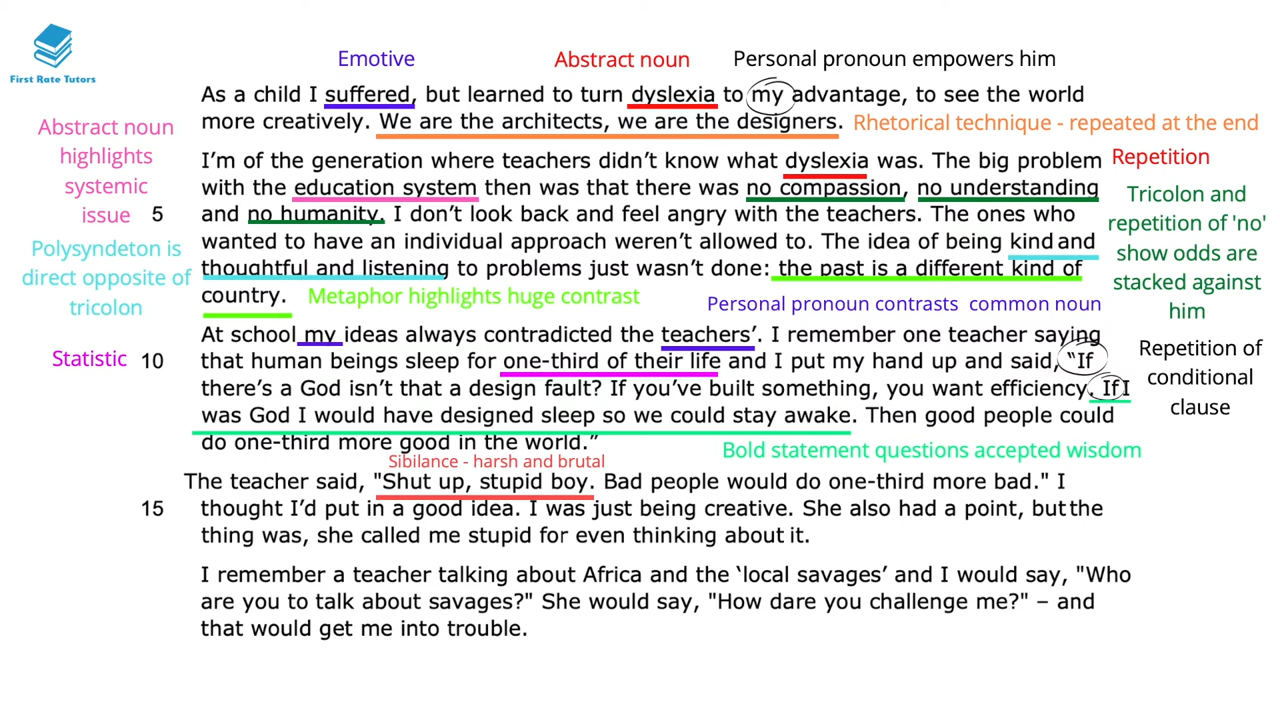 First Rate Tutors
Emotive
Abstract noun
Personal pronoun empowers him
As a child I suffered, but learned to turn dyslexia to my advantage, to see the world
more creatively. We are the architects, we are the designers.
Rhetorical technique - repeated at the end
Abstract noun
highlights
systemic
issue
I'm of the generation where teachers didn't know what dyslexia was. The big problem
Repetition
with the education system then was that there was no compassion, no understanding
5 and no humanity. I don't look back and feel angry with the teachers. The ones who
wanted to have an individual approach weren't allowed to. The idea of being kind and
thoughtful and listening to problems just wasn't done: the past is a different kind of
country.
Tricolon and
repetition of 'no'
show odds are
stacked against
him
Polysyndeton is
direct opposite of
tricolon
Metaphor highlights huge contrast
Personal pronoun contrasts common noun
At school my ideas always contradicted the teachers'. I remember one teacher saying
Statistic
10 that human beings sleep for one-third of their life and I put my hand up and said, "If
there's a God isn't that a design fault? If you've built something, you want efficiency. If I
was God I would have designed sleep so we could stay awake. Then good people could
do one-third more good in the world."
Repetition of
conditional
clause
Bold statement questions accepted wisdom
Sibilance - harsh and brutal
The teacher said, "Shut up, stupid boy. Bad people would do one-third more bad." I
15 thought I'd put in a good idea. I was just being creative. She also had a point, but the
thing was, she called me stupid for even thinking about it.
I remember a teacher talking about Africa and the 'local savages' and I would say, "Who
are you to talk about savages?" She would say, "How dare you challenge me?" – and
that would get me into trouble.